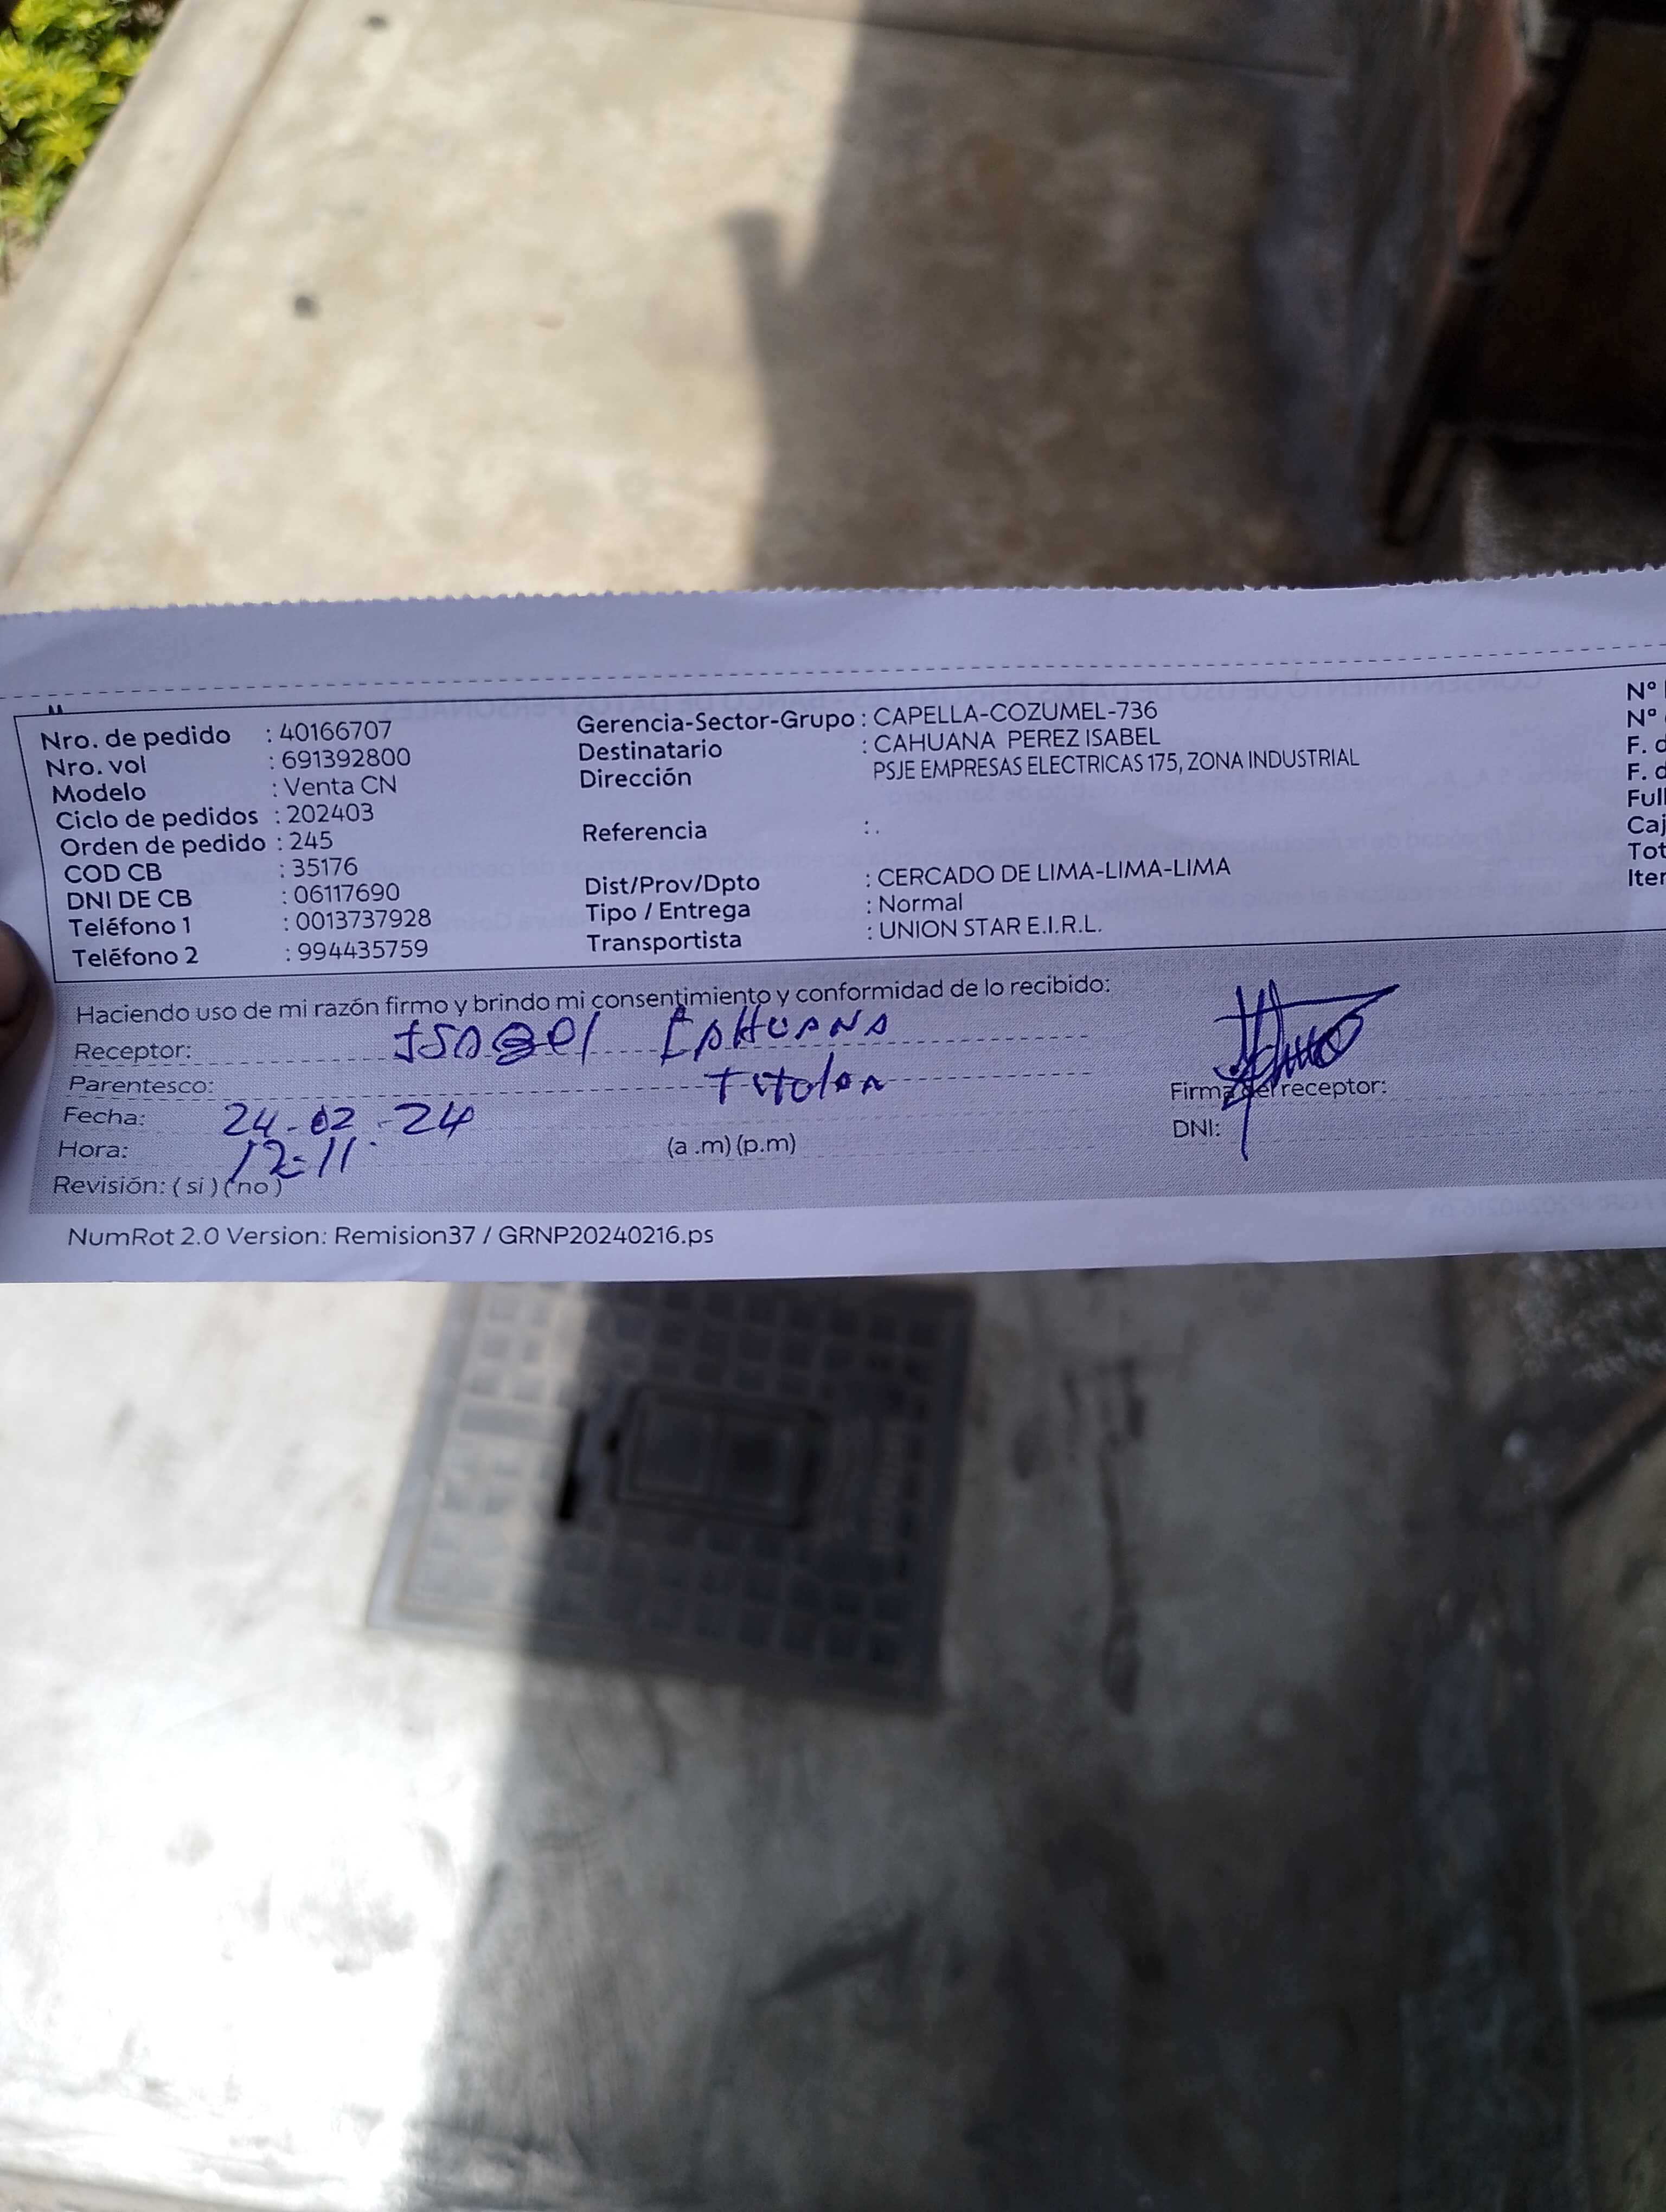 Nro. de pedido : 40166707
Nro. vol : 691392800
Modelo : Venta CN
Ciclo de pedidos : 202403
Orden de pedido : 245
COD CB : 35176
DNI DE CB : 06117690
Teléfono 1 : 0013737928
Teléfono 2 : 994435759
Gerencia-Sector-Grupo : CAPELLA-COZUMEL-736
Destinatario : CAHUANA PEREZ ISABEL
Dirección PSJE EMPRESAS ELECTRICAS 175, ZONA INDUSTRIAL
Referencia : .
Dist/Prov/Dpto : CERCADO DE LIMA-LIMA-LIMA
Tipo / Entrega : Normal
Transportista : UNION STAR E.I.R.L.
N°
N°
F. d
F. d
Full
Caj
Tot
Iter
Haciendo uso de mi razón firmo y brindo mi consentimiento y conformidad de lo recibido:
Receptor: ISABEl CAHUANA
Parentesco: Titular
Fecha: 24-02-24
Hora: 12:11 (a .m) (p.m)
Revisión: ( si ) ( no )
Firma del receptor:
DNI:
NumRot 2.0 Version: Remision37 / GRNP20240216.ps